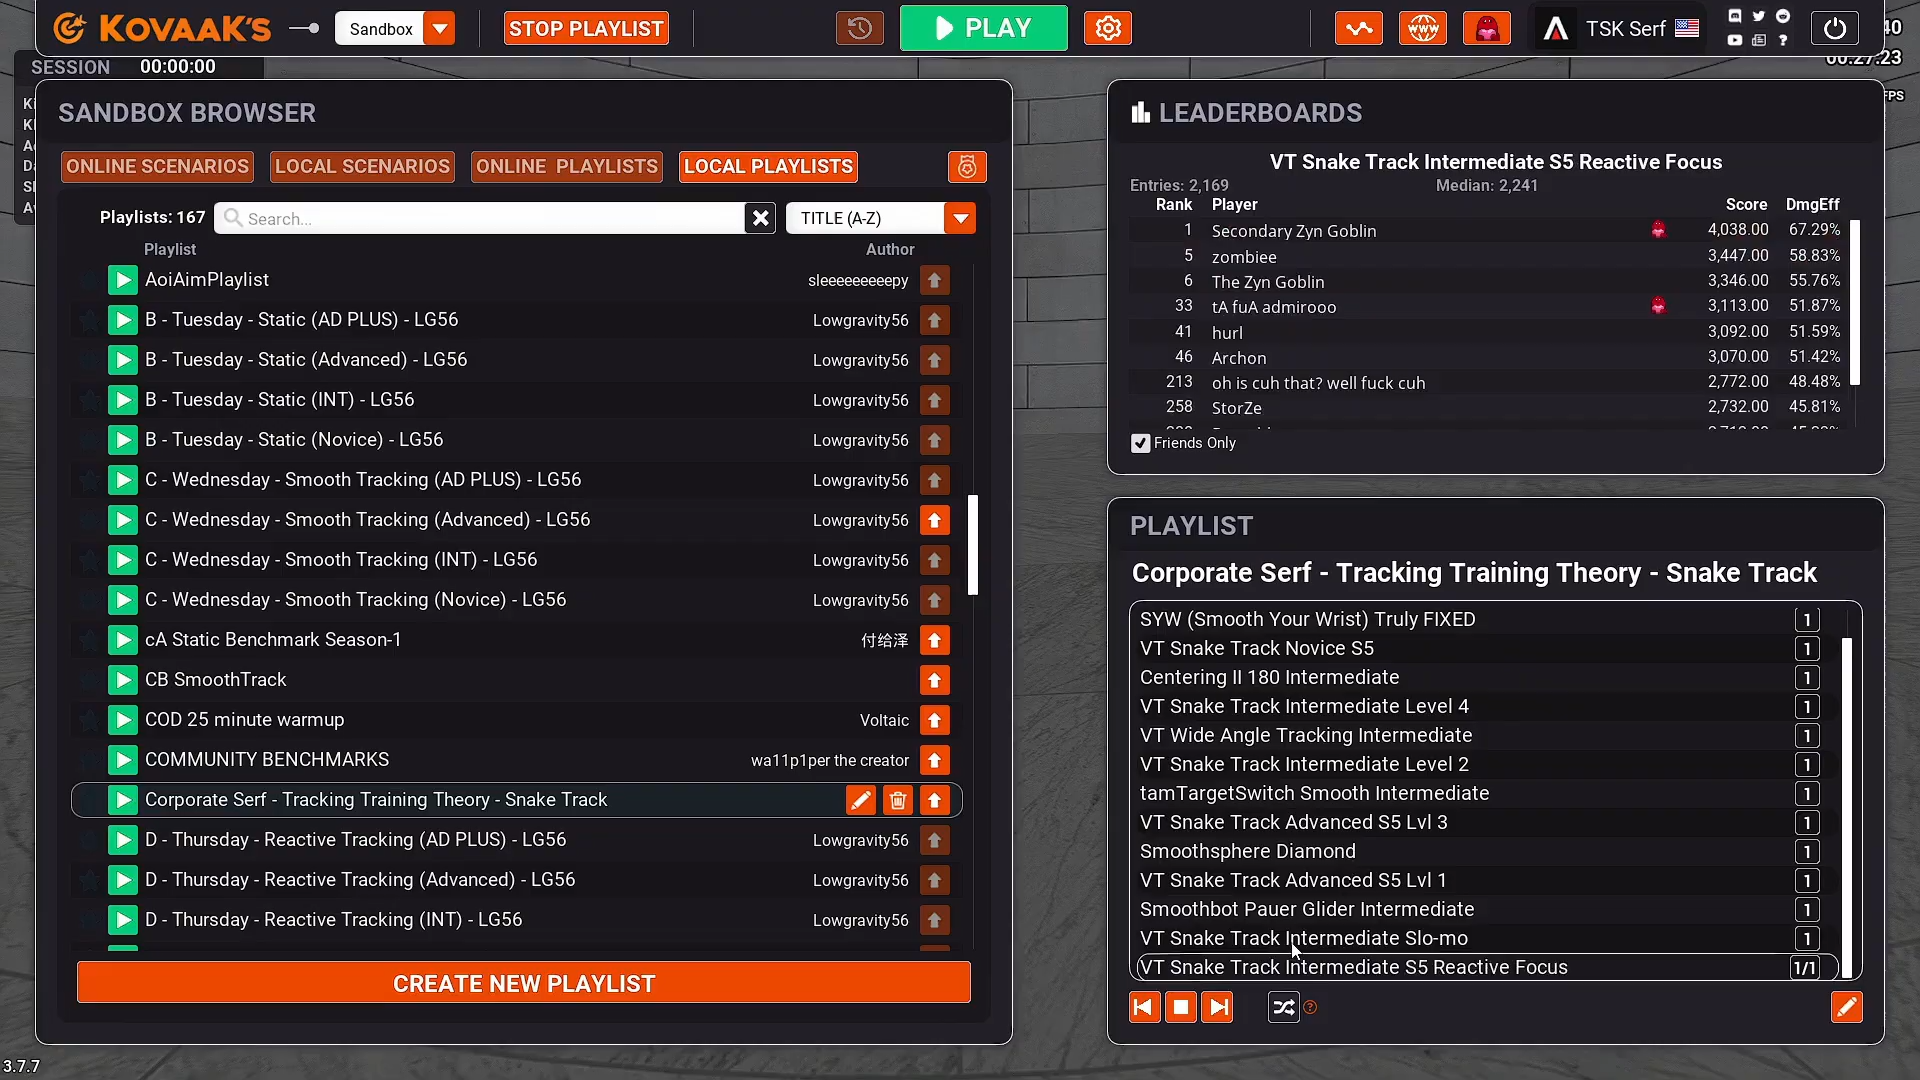 KOVAAK'S
Sandbox
STOP PLAYLIST
PLAY
WWW
TSK Serf
40
SESSION 00:00:00
00:27:23
FPS
SANDBOX BROWSER
ONLINE SCENARIOS
LOCAL SCENARIOS
ONLINE PLAYLISTS
LOCAL PLAYLISTS
Playlists: 167
Search...
TITLE (A-Z)
Playlist Author
AoiAimPlaylist sleeeeeeeepy
B - Tuesday - Static (AD PLUS) - LG56 Lowgravity56
B - Tuesday - Static (Advanced) - LG56 Lowgravity56
B - Tuesday - Static (INT) - LG56 Lowgravity56
B - Tuesday - Static (Novice) - LG56 Lowgravity56
C - Wednesday - Smooth Tracking (AD PLUS) - LG56 Lowgravity56
C - Wednesday - Smooth Tracking (Advanced) - LG56 Lowgravity56
C - Wednesday - Smooth Tracking (INT) - LG56 Lowgravity56
C - Wednesday - Smooth Tracking (Novice) - LG56 Lowgravity56
cA Static Benchmark Season-1 付给泽
CB SmoothTrack
COD 25 minute warmup Voltaic
COMMUNITY BENCHMARKS wa11p1per the creator
Corporate Serf - Tracking Training Theory - Snake Track
D - Thursday - Reactive Tracking (AD PLUS) - LG56 Lowgravity56
D - Thursday - Reactive Tracking (Advanced) - LG56 Lowgravity56
D - Thursday - Reactive Tracking (INT) - LG56 Lowgravity56
CREATE NEW PLAYLIST
3.7.7
LEADERBOARDS
VT Snake Track Intermediate S5 Reactive Focus
Entries: 2,169 Median: 2,241
Rank Player Score DmgEff
1 Secondary Zyn Goblin 4,038.00 67.29%
5 zombiee 3,447.00 58.83%
6 The Zyn Goblin 3,346.00 55.76%
33 tA fuA admirooo 3,113.00 51.87%
41 hurl 3,092.00 51.59%
46 Archon 3,070.00 51.42%
213 oh is cuh that? well fuck cuh 2,772.00 48.48%
258 StorZe 2,732.00 45.81%
Friends Only
PLAYLIST
Corporate Serf - Tracking Training Theory - Snake Track
SYW (Smooth Your Wrist) Truly FIXED 1
VT Snake Track Novice S5 1
Centering II 180 Intermediate 1
VT Snake Track Intermediate Level 4 1
VT Wide Angle Tracking Intermediate 1
VT Snake Track Intermediate Level 2 1
tamTargetSwitch Smooth Intermediate 1
VT Snake Track Advanced S5 Lvl 3 1
Smoothsphere Diamond 1
VT Snake Track Advanced S5 Lvl 1 1
Smoothbot Pauer Glider Intermediate 1
VT Snake Track Intermediate Slo-mo 1
VT Snake Track Intermediate S5 Reactive Focus 1/1